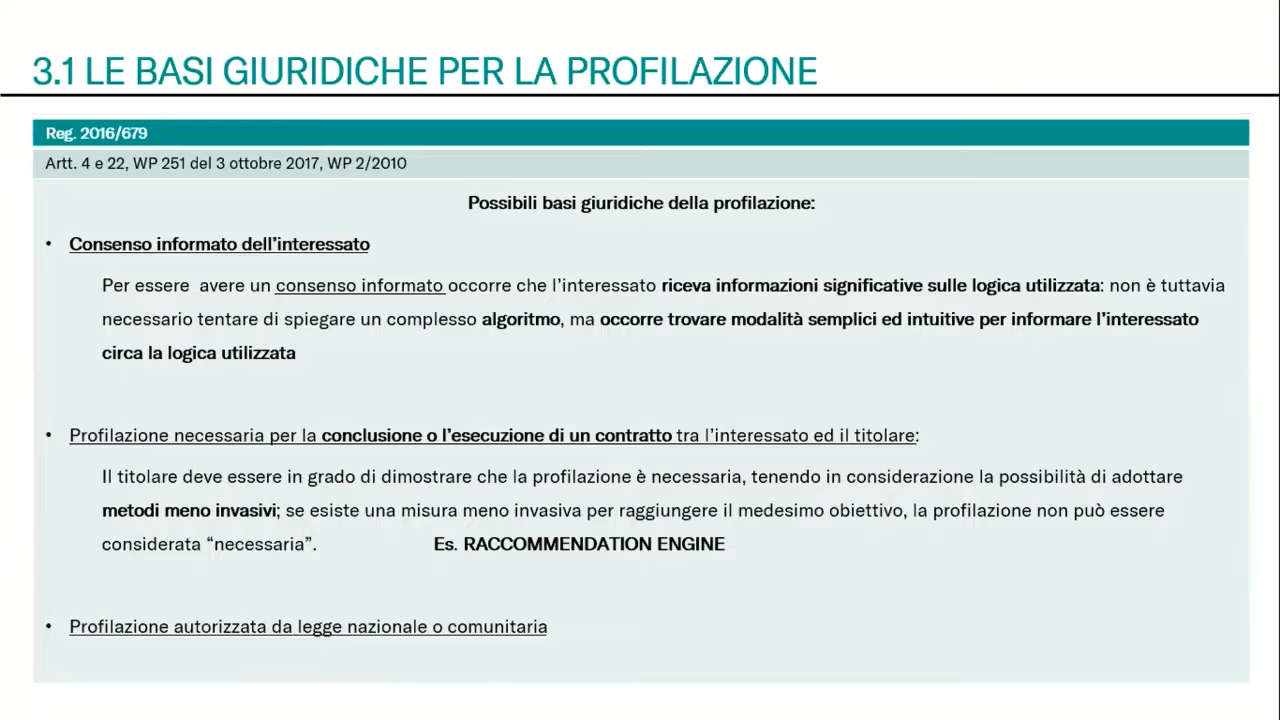 3.1 LE BASI GIURIDICHE PER LA PROFILAZIONE
Reg. 2016/679
Artt. 4 e 22, WP 251 del 3 ottobre 2017, WP 2/2010
Possibili basi giuridiche della profilazione:
• Consenso informato dell'interessato
Per essere avere un consenso informato occorre che l'interessato riceva informazioni significative sulle logica utilizzata: non è tuttavia
necessario tentare di spiegare un complesso algoritmo, ma occorre trovare modalità semplici ed intuitive per informare l'interessato
circa la logica utilizzata
• Profilazione necessaria per la conclusione o l'esecuzione di un contratto tra l'interessato ed il titolare:
Il titolare deve essere in grado di dimostrare che la profilazione è necessaria, tenendo in considerazione la possibilità di adottare
metodi meno invasivi; se esiste una misura meno invasiva per raggiungere il medesimo obiettivo, la profilazione non può essere
considerata “necessaria”. Es. RACCOMMENDATION ENGINE
• Profilazione autorizzata da legge nazionale o comunitaria